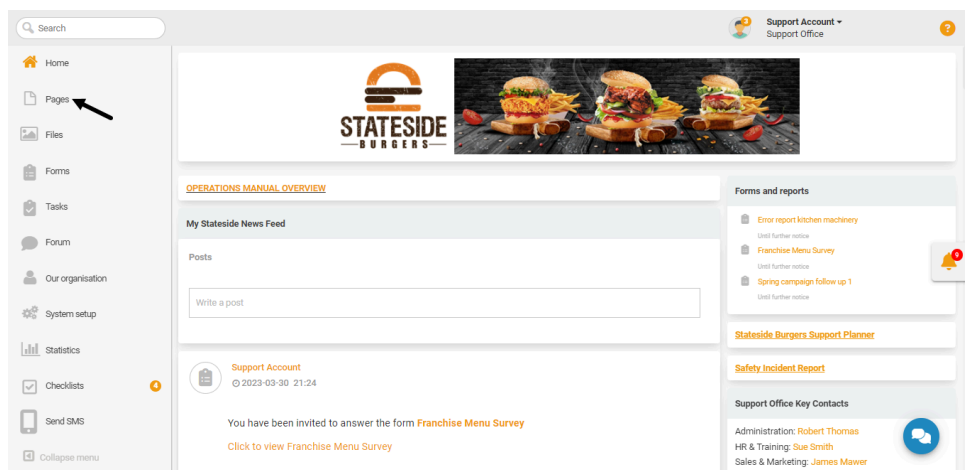 Search
3
Support Account
Support Office
?
Home
Pages
Files
Forms
Tasks
Forum
Our organisation
System setup
Statistics
Checklists 4
Send SMS
Collapse menu
STATESIDE
BURGERS
OPERATIONS MANUAL OVERVIEW
My Stateside News Feed
Posts
Write a post
Support Account
2023-03-30 21:24
You have been invited to answer the form Franchise Menu Survey
Click to view Franchise Menu Survey
Forms and reports
Error report kitchen machinery
Until further notice
Franchise Menu Survey
Until further notice
Spring campaign follow up 1
Until further notice
9
Stateside Burgers Support Planner
Safety Incident Report
Support Office Key Contacts
Administration: Robert Thomas
HR & Training: Sue Smith
Sales & Marketing: James Mawer